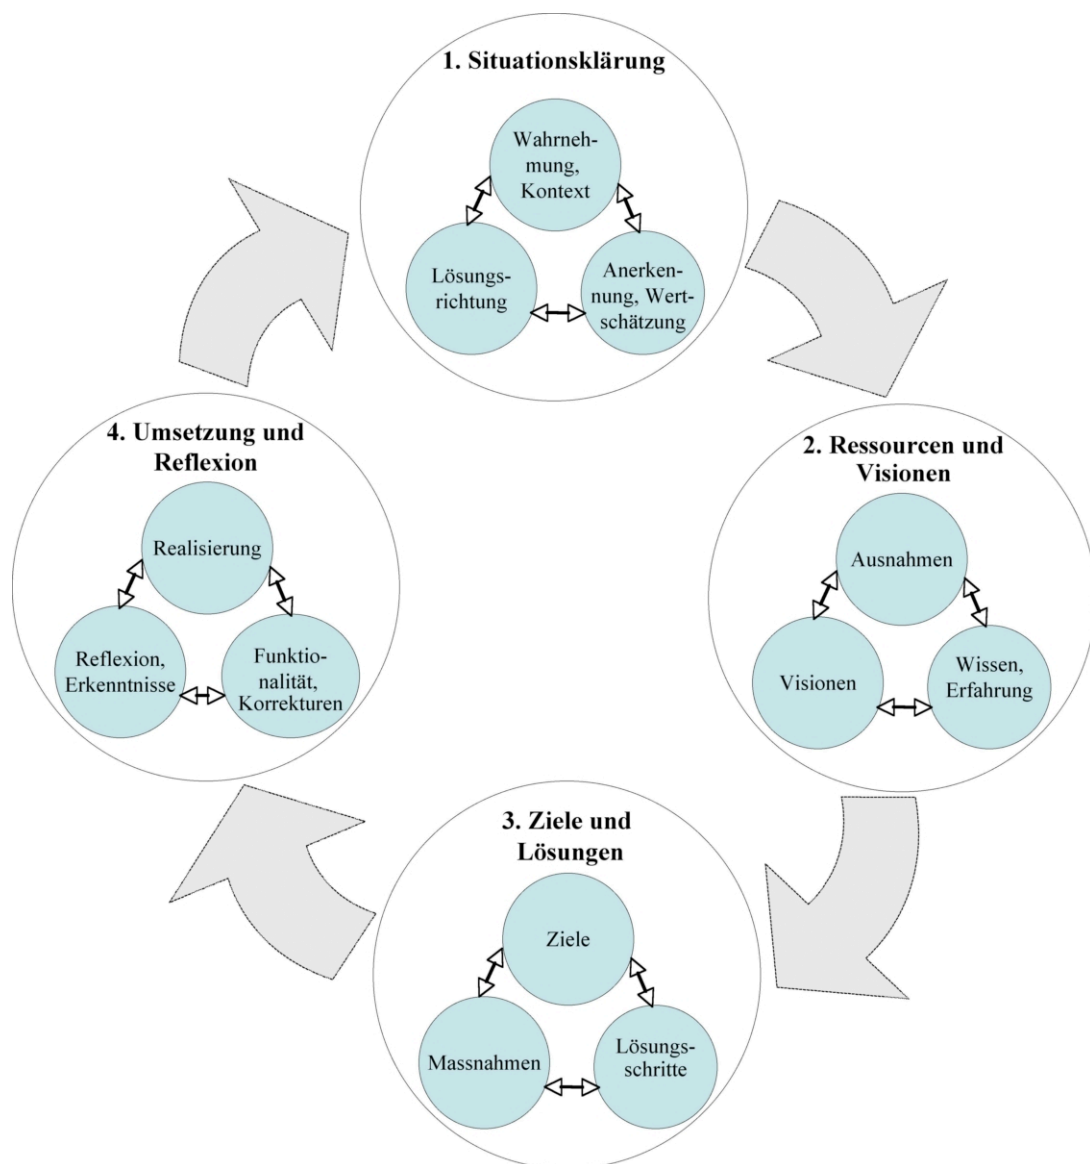 1. Situationsklärung
Wahrneh-
mung,
Kontext
Lösungs-
richtung
Anerken-
nung, Wert-
schätzung
2. Ressourcen und
Visionen
Ausnahmen
Visionen
Wissen,
Erfahrung
3. Ziele und
Lösungen
Ziele
Massnahmen
Lösungs-
schritte
4. Umsetzung und
Reflexion
Realisierung
Reflexion,
Erkenntnisse
Funktio-
nalität,
Korrekturen